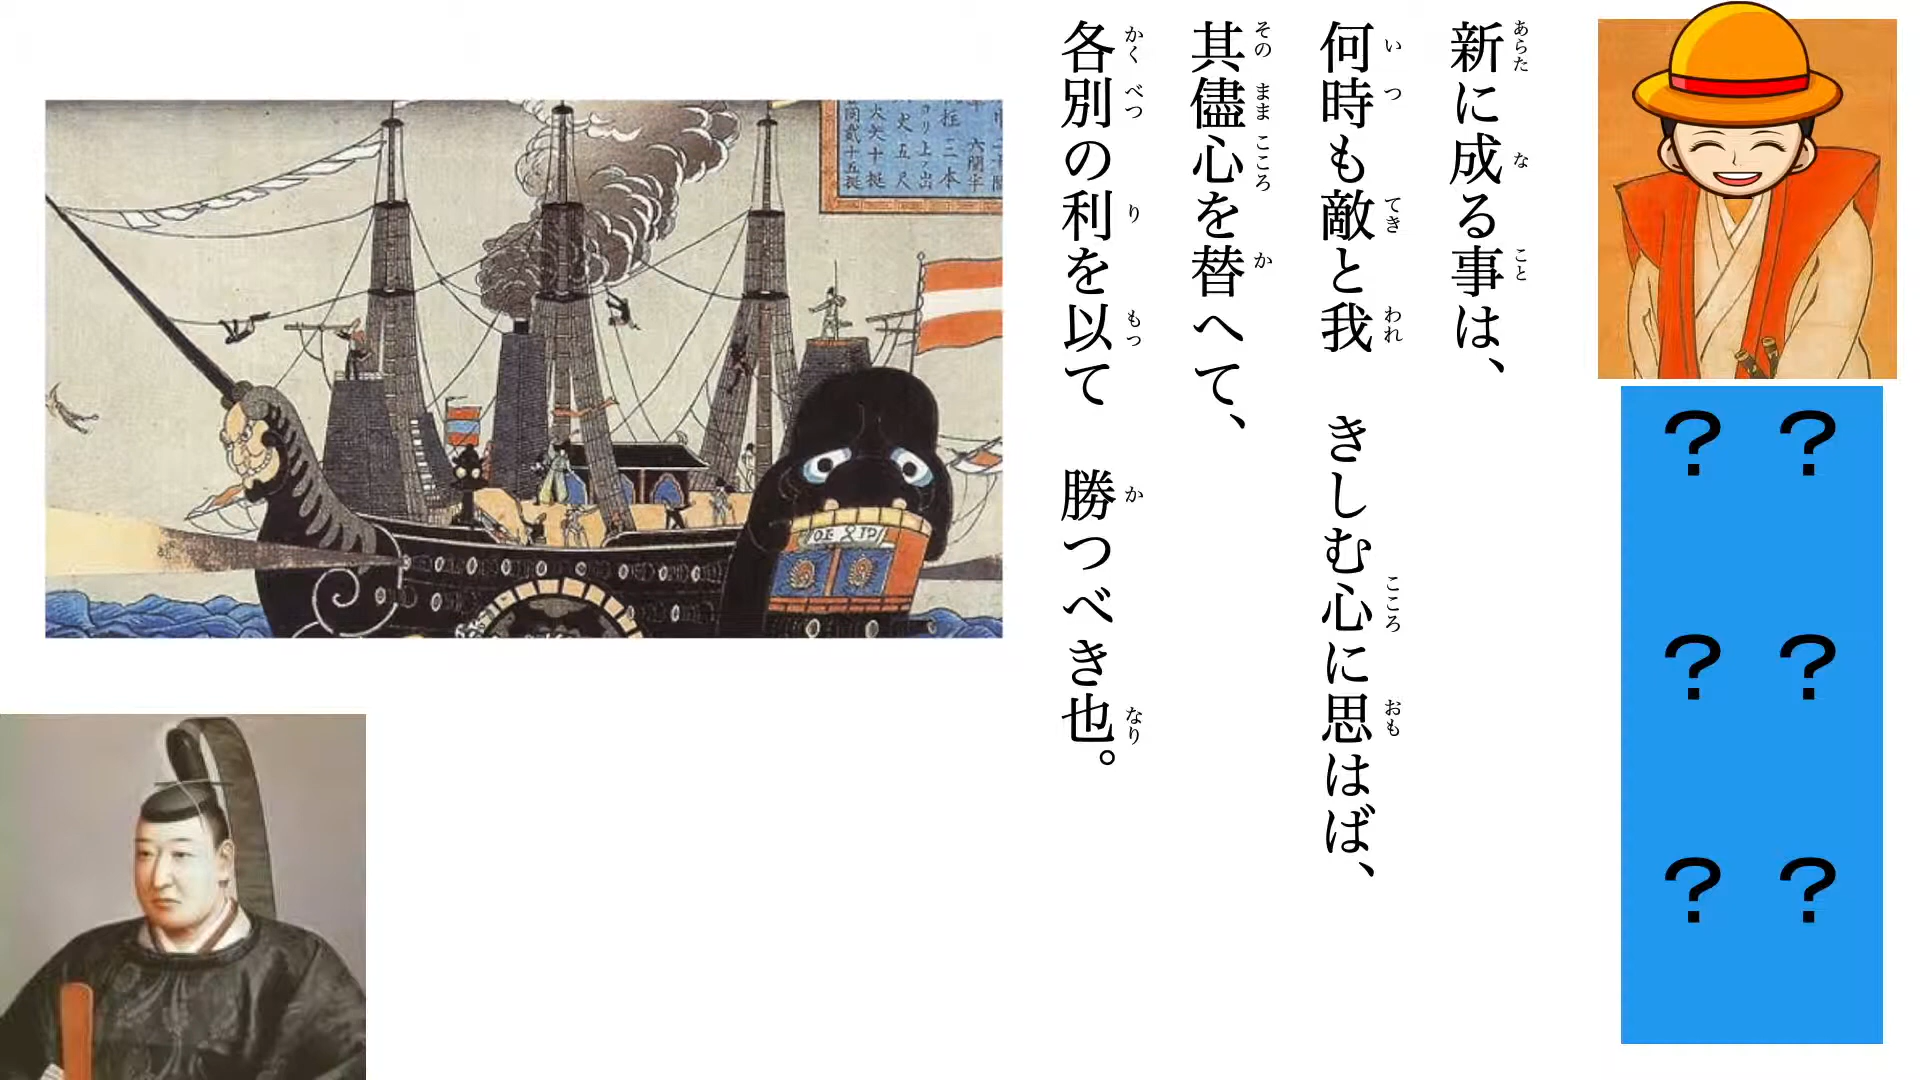 新に成る事は、
何時も敵と我　きしむ心に思はば、
其儘心を替へて、
各別の利を以て　勝つべき也。
？？
？？
？？